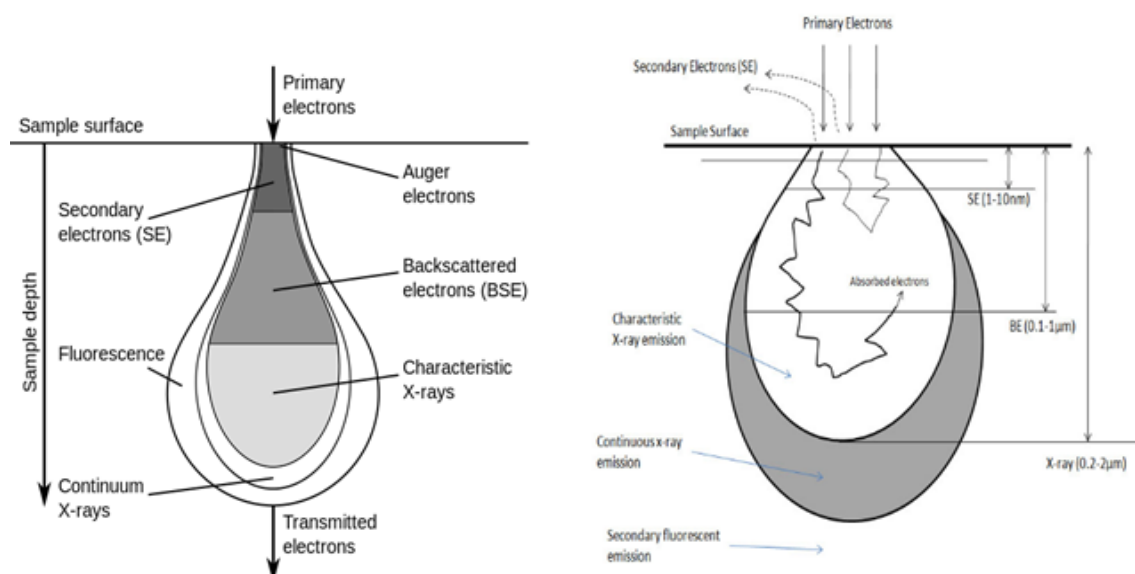 Primary
electrons
Sample surface
Auger
electrons
Secondary
electrons (SE)
Sample depth
Backscattered
electrons (BSE)
Fluorescence
Characteristic
X-rays
Continuum
X-rays
Transmitted
electrons
Primary Electrons
Secondary Electrons (SE)
Sample Surface
SE (1-10nm)
Absorbed electrons
BE (0.1-1μm)
Characteristic
X-ray emission
Continuous x-ray
emission
X-ray (0.2-2μm)
Secondary fluorescent
emission